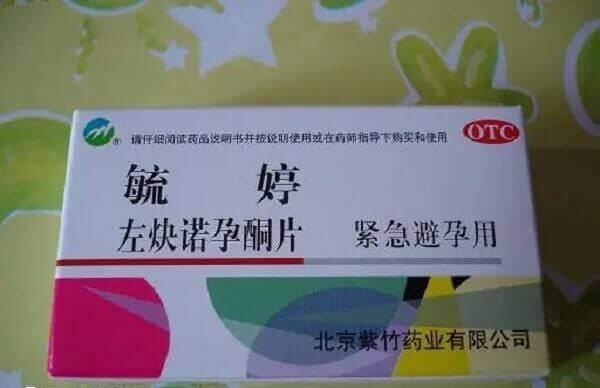 ® 请仔细阅读药品说明书并按说明使用或在药师指导下购买和使用 OTC
毓婷
左炔诺孕酮片 紧急避孕用
北京紫竹药业有限公司